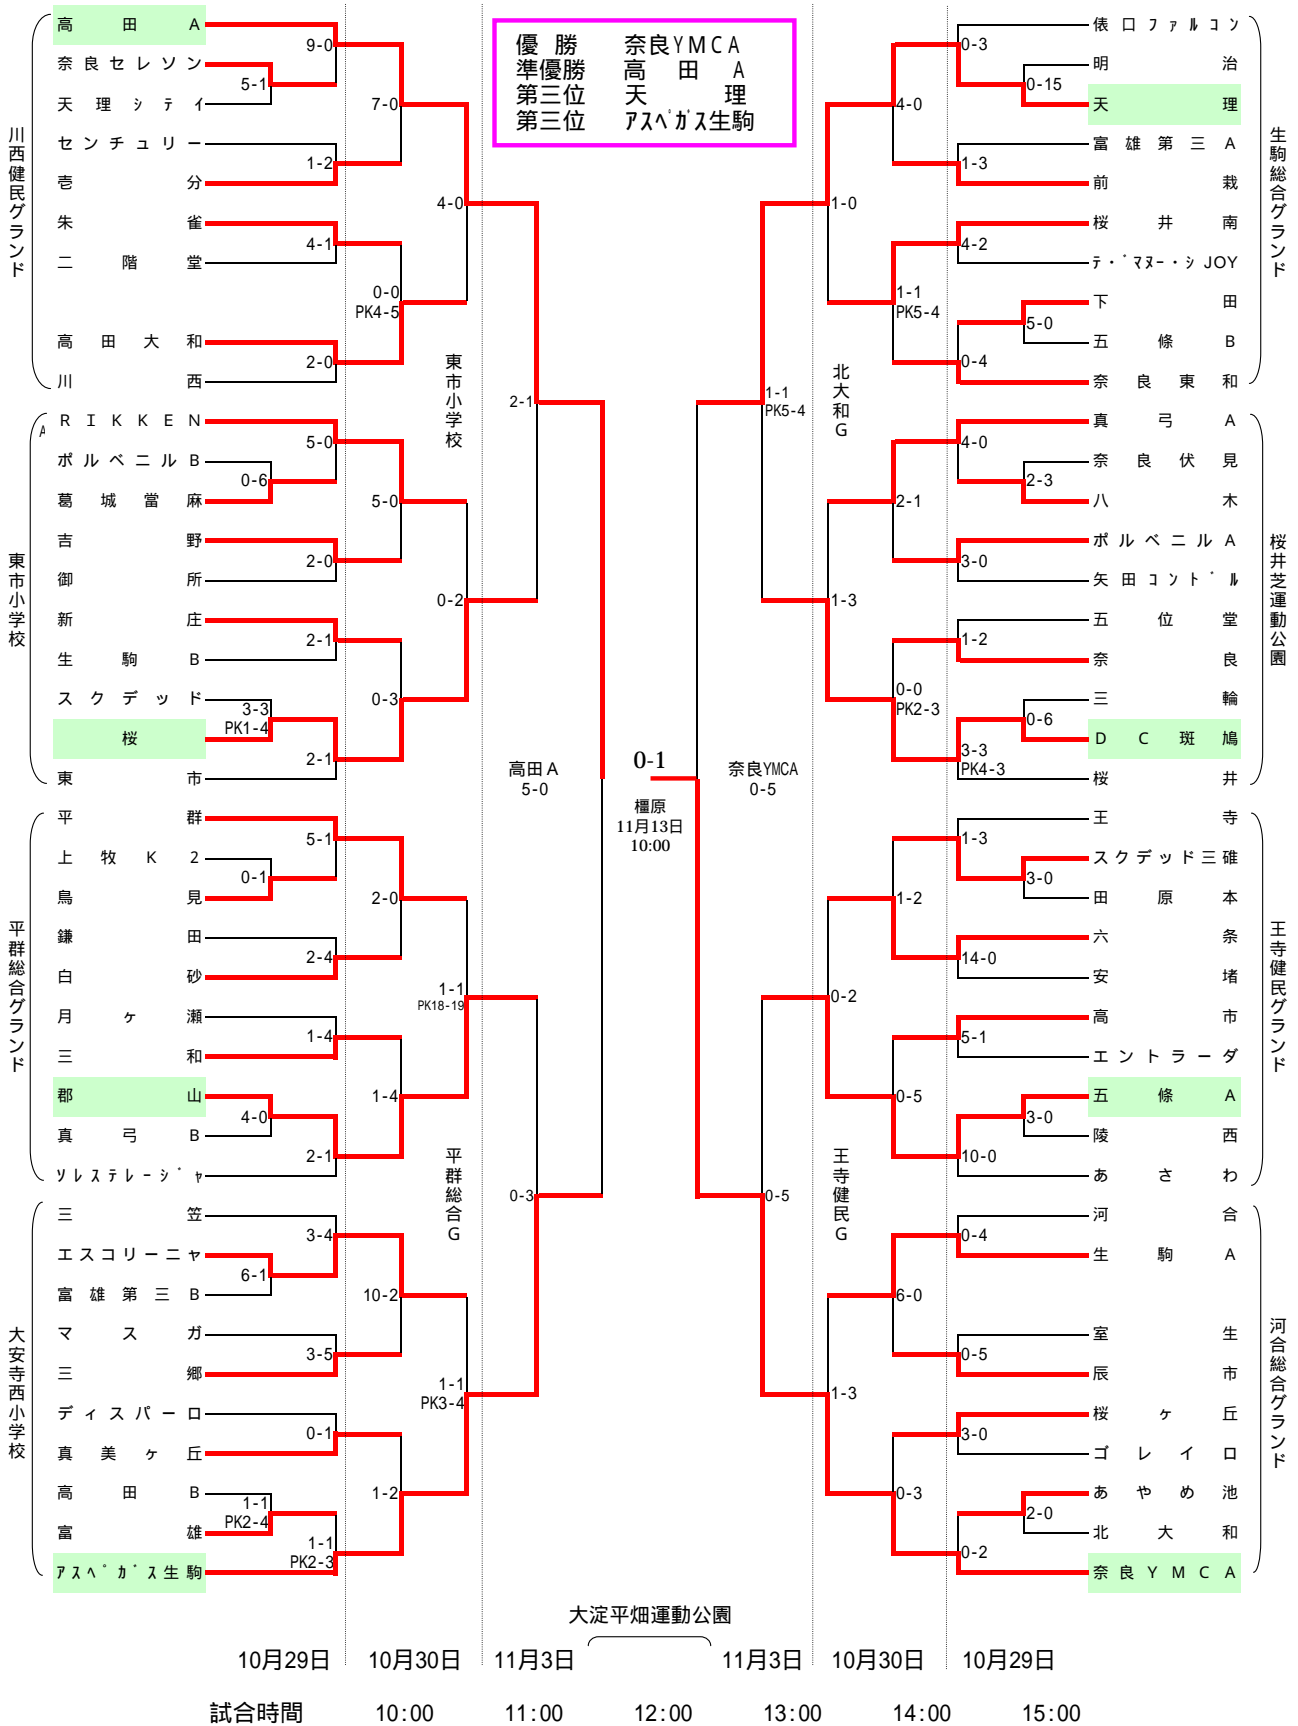 優勝 奈良YMCA
準優勝 高田A
第三位 天理
第三位 ｱｽﾍﾟｶﾞｽ生駒
川西健民グランド
高田A
9-0
奈良セレソン
5-1
天理シテイ
7-0
センチュリー
1-2
壱分
4-0
朱雀
4-1
二階堂
0-0
PK4-5
高田大和
2-0
川西
東市小学校
2-1
東市小学校
A
RIKKEN
5-0
ポルベニルB
0-6
葛城當麻
5-0
吉野
2-0
御所
0-2
新庄
2-1
生駒B
0-3
スクデッド
3-3
PK1-4
桜
2-1
東市
高田A
5-0
平群総合グランド
平群
5-1
上牧K2
0-1
鳥見
2-0
鎌田
2-4
白砂
1-1
PK18-19
月ヶ瀬
1-4
三和
1-4
郡山
4-0
真弓B
2-1
ｿﾚｽﾃﾚｰｼﾞｬ
平群総合G
0-3
大安寺西小学校
三笠
3-4
エスコリーニャ
6-1
富雄第三B
10-2
マスガ
3-5
三郷
1-1
PK3-4
ディスパーロ
0-1
真美ヶ丘
1-2
高田B
1-1
PK2-4
富雄
1-1
PK2-3
ｱｽﾍﾟｶﾞｽ生駒
0-1
橿原
11月13日
10:00
俵口ﾌｧﾙｺﾝ
0-3
明治
0-15
天理
4-0
富雄第三A
1-3
前栽
1-0
桜井南
4-2
ﾃ・ﾞﾏﾇｰ・ｼJOY
1-1
PK5-4
下田
5-0
五條B
0-4
奈良東和
生駒総合グランド
北大和G
1-1
PK5-4
真弓A
4-0
奈良伏見
2-3
八木
2-1
ポルベニルA
3-0
矢田ｺﾝﾄﾞﾙ
1-3
五位堂
1-2
奈良
0-0
PK2-3
三輪
0-6
DC斑鳩
3-3
PK4-3
桜井
桜井芝運動公園
奈良YMCA
0-5
王寺
1-3
スクデッド三碓
3-0
田原本
1-2
六条
14-0
安堵
0-2
高市
5-1
エントラーダ
0-5
五條A
3-0
陵西
10-0
あさわ
王寺健民グランド
王寺健民G
0-5
河合
0-4
生駒A
6-0
室生
0-5
辰市
1-3
桜ヶ丘
3-0
ゴレイロ
0-3
あやめ池
2-0
北大和
0-2
奈良YMCA
河合総合グランド
大淀平畑運動公園
10月29日 10月30日 11月3日 11月3日 10月30日 10月29日
試合時間 10:00 11:00 12:00 13:00 14:00 15:00